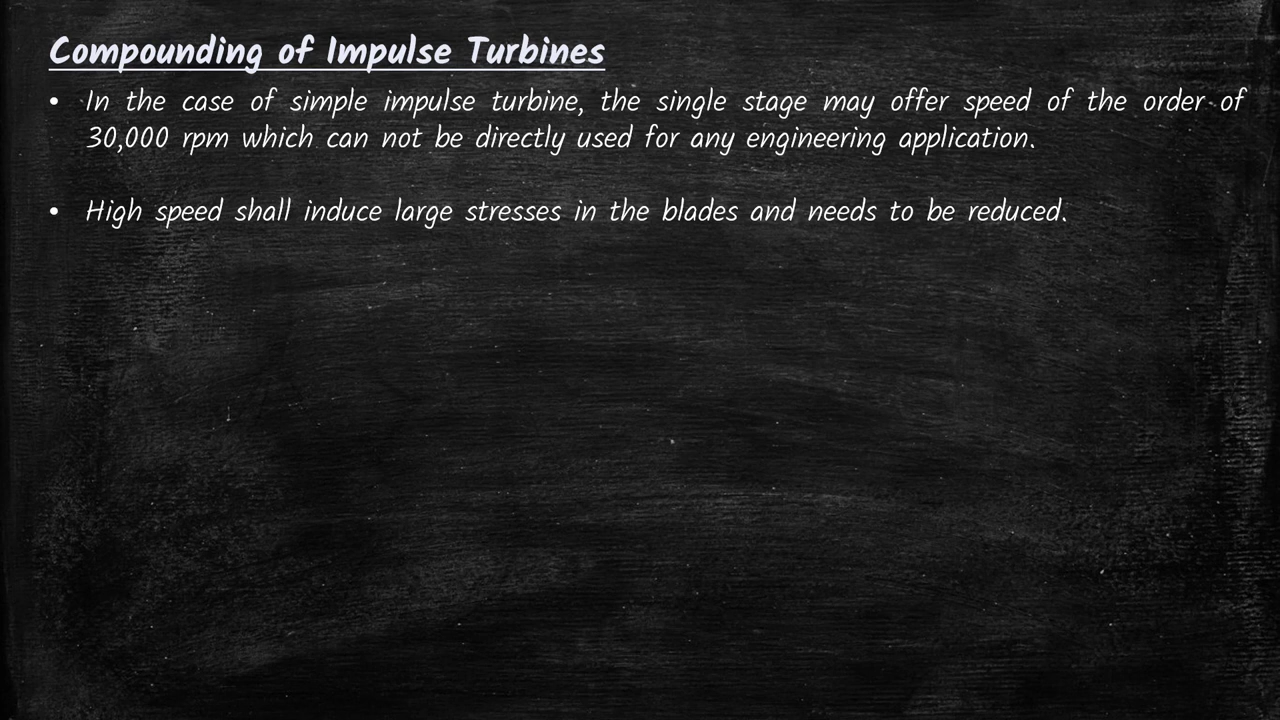 Compounding of Impulse Turbines
• In the case of simple impulse turbine, the single stage may offer speed of the order of
30,000 rpm which can not be directly used for any engineering application.
• High speed shall induce large stresses in the blades and needs to be reduced.